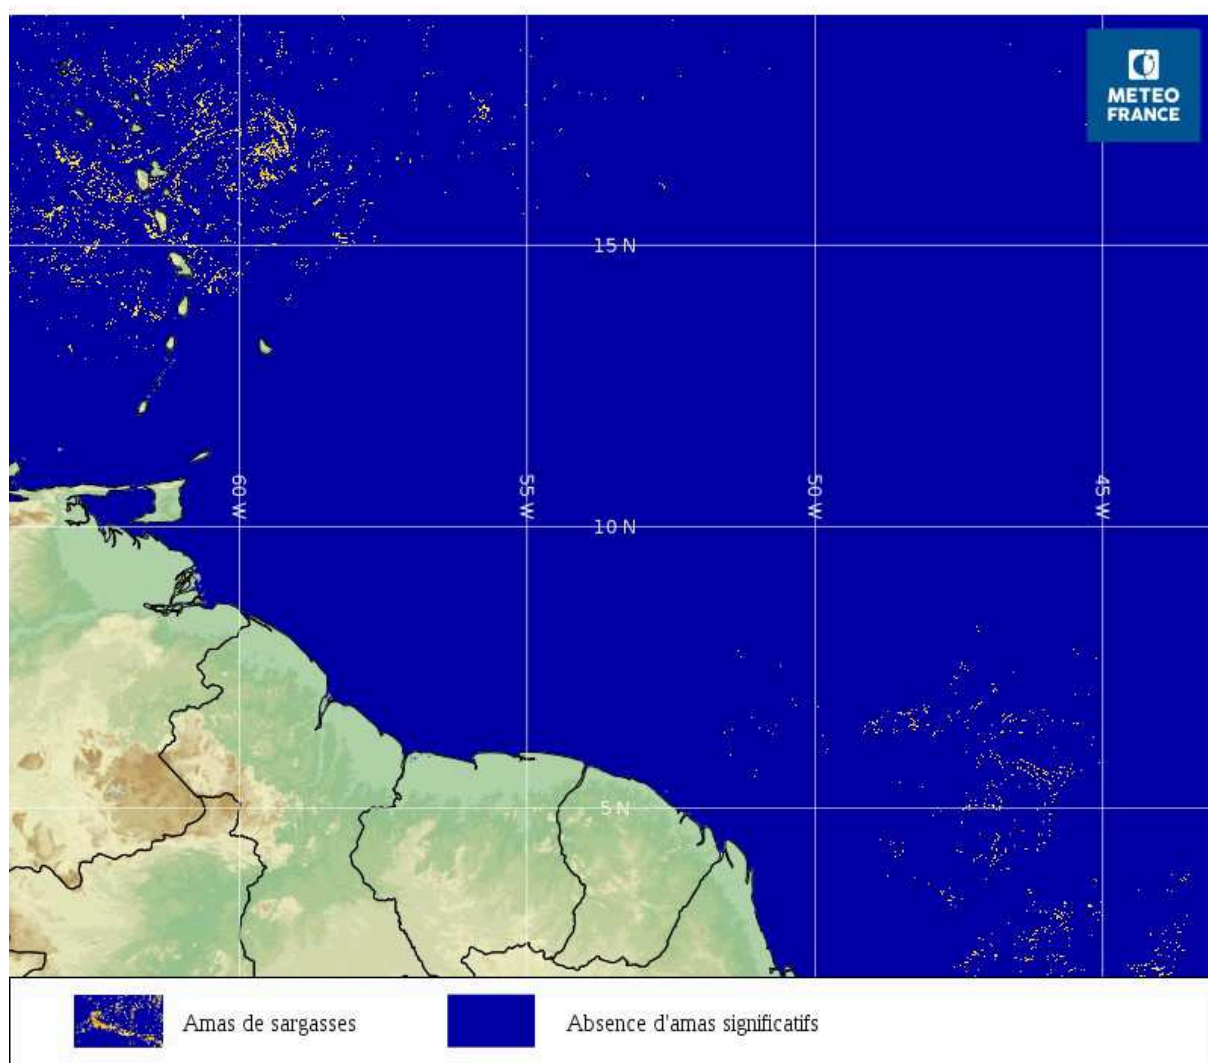 METEO
FRANCE
15 N
60 W
55 W
50 W
45 W
10 N
5 N
Amas de sargasses
Absence d'amas significatifs